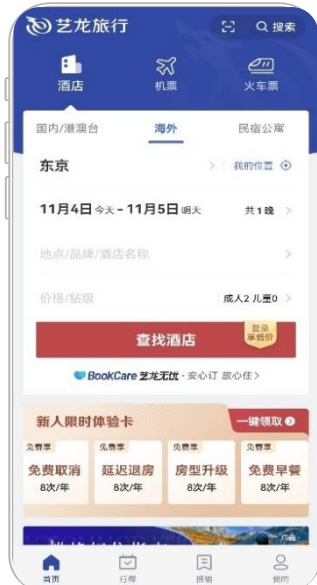 艺龙旅行
搜索
酒店 机票 火车票
国内/港澳台 海外 民宿公寓
东京 我的位置
11月4日 今天 - 11月5日 明天 共1晚
地点/品牌/酒店名称
价格/钻级 成人2 儿童0
查找酒店
登录
享低价
BookCare 艺龙无忧 · 安心订 放心住
新人限时体验卡 一键领取
免费享 免费享 免费享 免费享
免费取消 延迟退房 房型升级 免费早餐
8次/年 8次/年 8次/年 8次/年
首页 行程 报销 我的